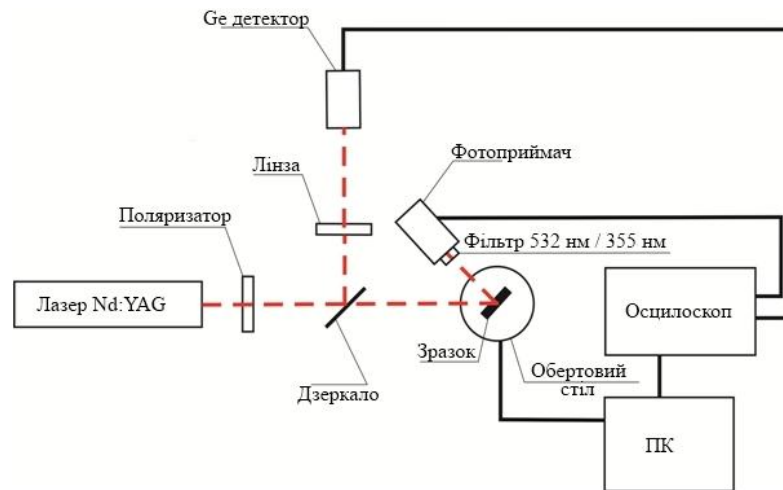 Ge детектор
Фотоприймач
Лінза
Поляризатор
Фільтр 532 нм / 355 нм
Лазер Nd:YAG
Осцилоскоп
Зразок
Обертовий
стіл
Дзеркало
ПК